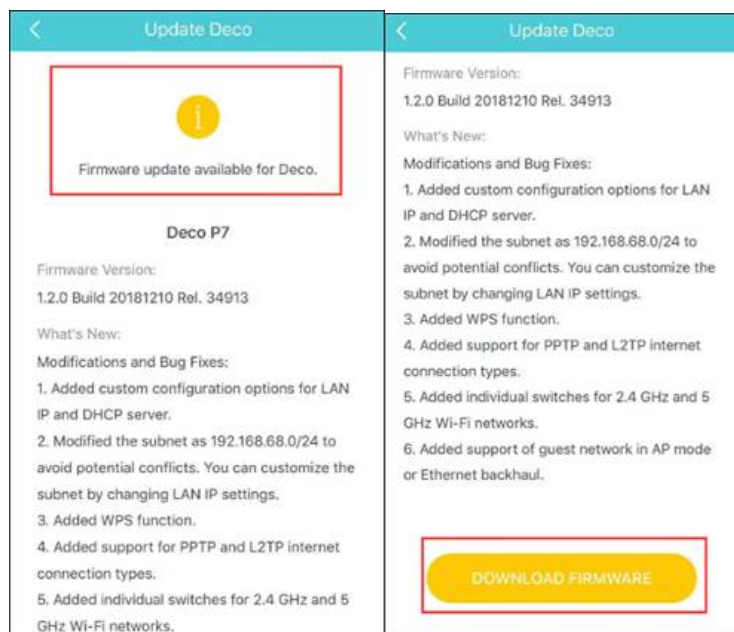 Update Deco
i
Firmware update available for Deco.
Deco P7
Firmware Version:
1.2.0 Build 20181210 Rel. 34913
What's New:
Modifications and Bug Fixes:
1. Added custom configuration options for LAN
IP and DHCP server.
2. Modified the subnet as 192.168.68.0/24 to
avoid potential conflicts. You can customize the
subnet by changing LAN IP settings.
3. Added WPS function.
4. Added support for PPTP and L2TP internet
connection types.
5. Added individual switches for 2.4 GHz and 5
GHz Wi-Fi networks.
Update Deco
Firmware Version:
1.2.0 Build 20181210 Rel. 34913
What's New:
Modifications and Bug Fixes:
1. Added custom configuration options for LAN
IP and DHCP server.
2. Modified the subnet as 192.168.68.0/24 to
avoid potential conflicts. You can customize the
subnet by changing LAN IP settings.
3. Added WPS function.
4. Added support for PPTP and L2TP internet
connection types.
5. Added individual switches for 2.4 GHz and 5
GHz Wi-Fi networks.
6. Added support of guest network in AP mode
or Ethernet backhaul.
DOWNLOAD FIRMWARE